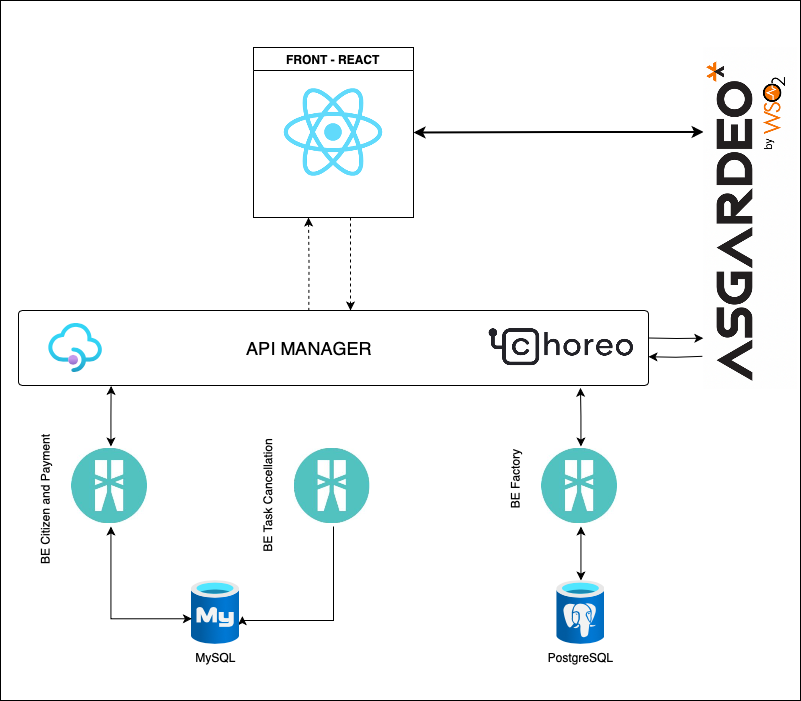 FRONT - REACT
ASGARDEO
by WSO2
API MANAGER
choreo
BE Citizen and Payment
BE Task Cancellation
BE Factory
My
MySQL
PostgreSQL